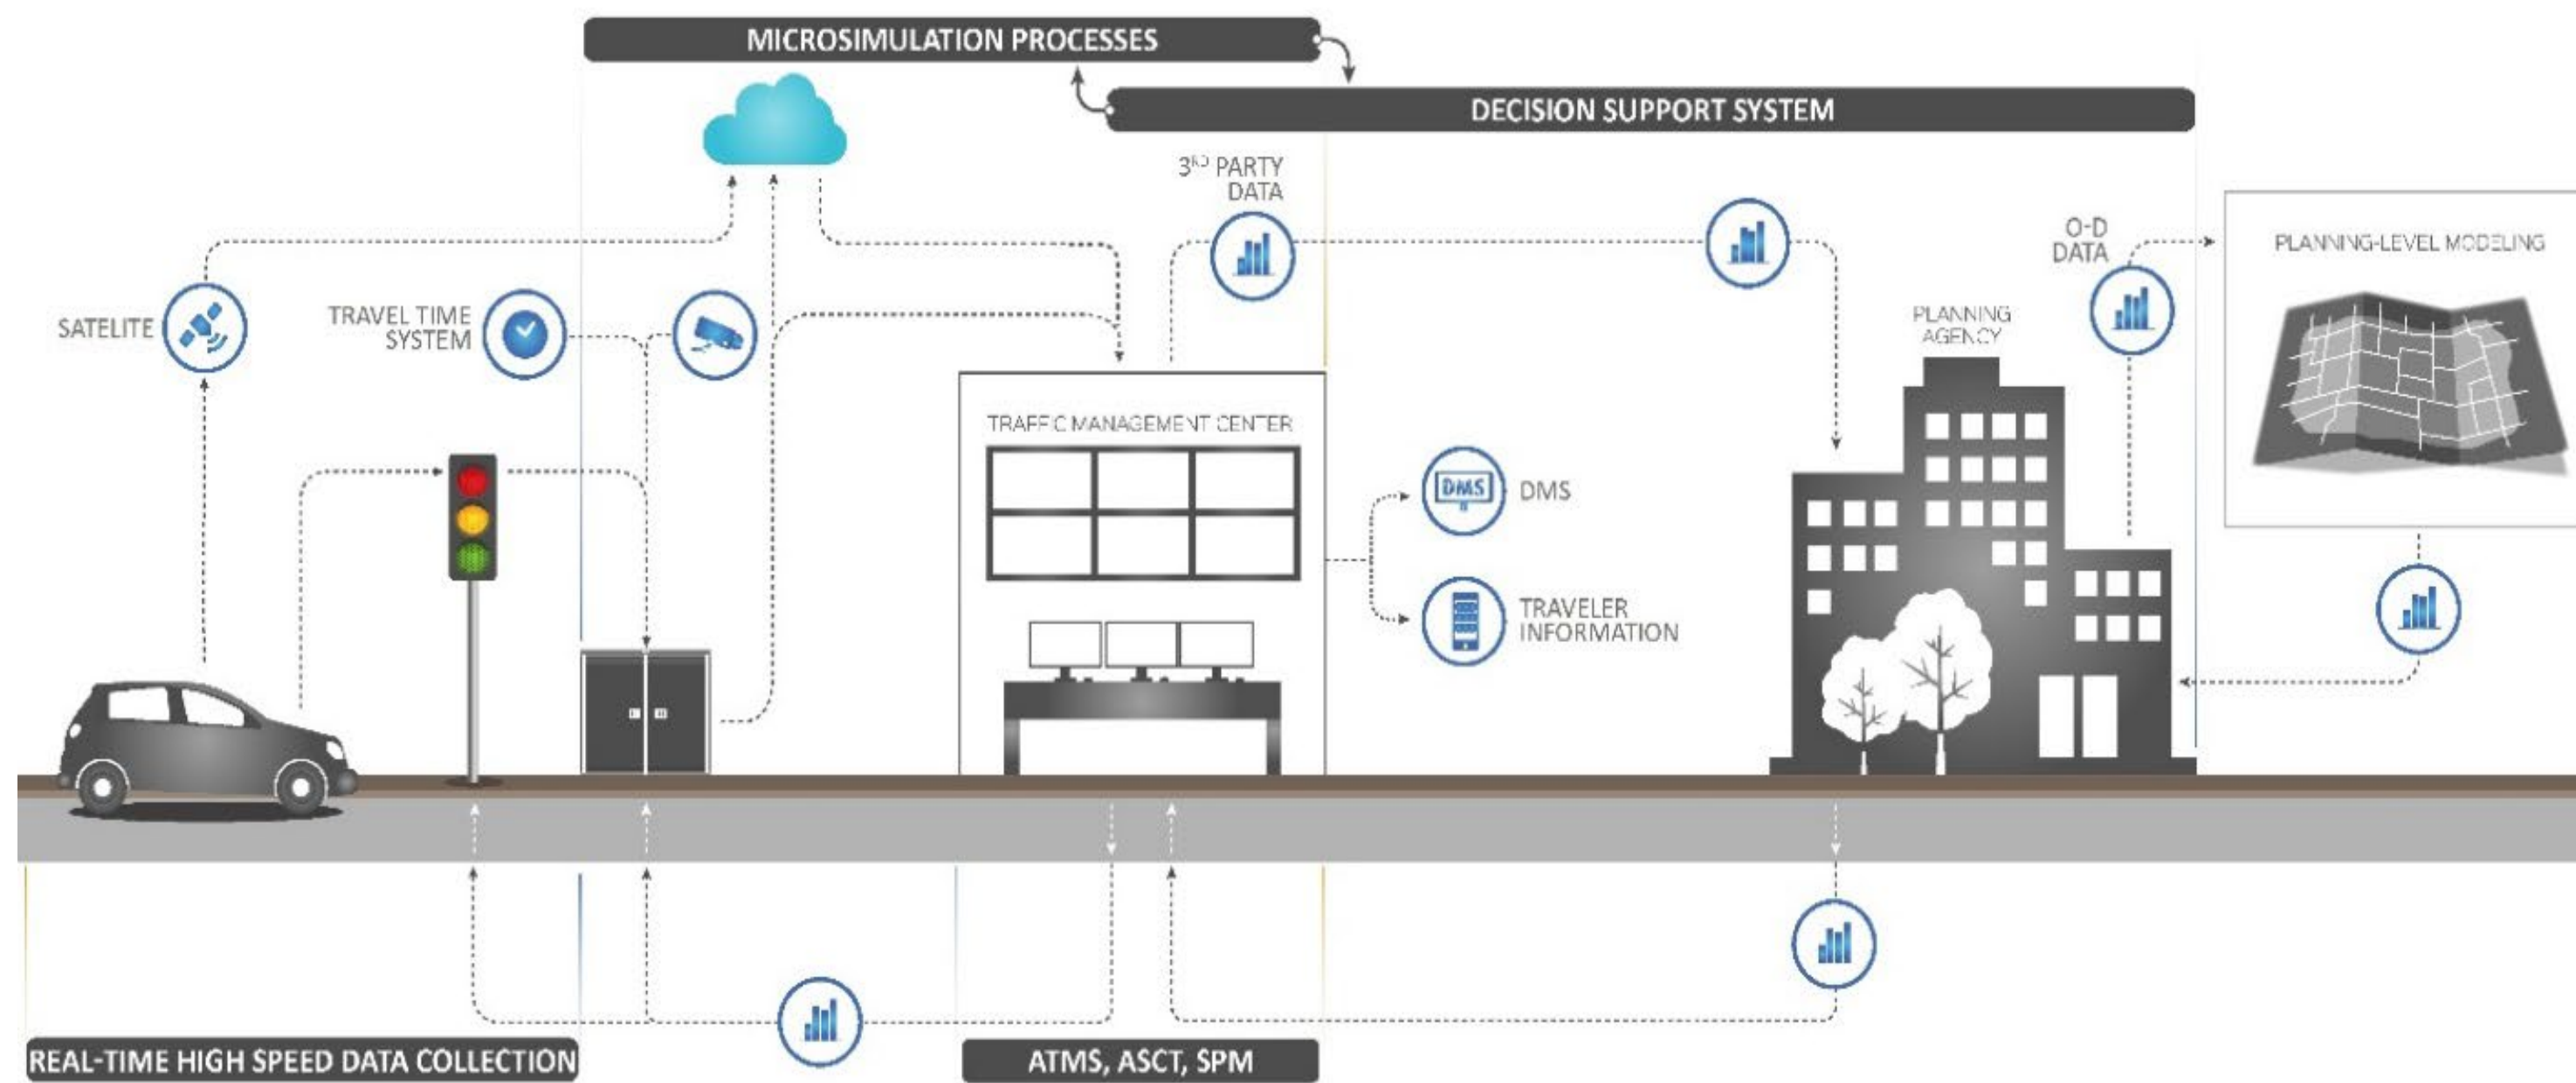 MICROSIMULATION PROCESSES
DECISION SUPPORT SYSTEM
3RD PARTY
DATA
O-D
DATA
PLANNING-LEVEL MODELING
SATELITE
TRAVEL TIME
SYSTEM
PLANNING
AGENCY
TRAFFIC MANAGEMENT CENTER
DMS
DMS
TRAVELER
INFORMATION
REAL-TIME HIGH SPEED DATA COLLECTION
ATMS, ASCT, SPM